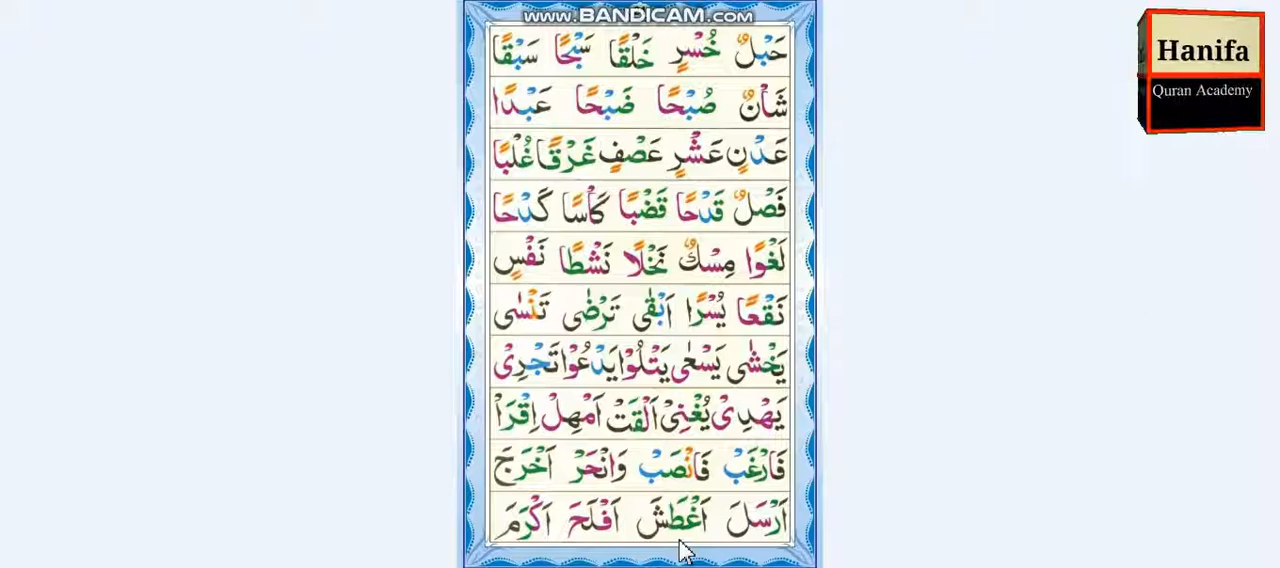 www.BANDICAM.com
Hanifa
Quran Academy
حَبْلٌ خُسْرٍ خَلْقًا سَبْحًا سَبْقًا
شَأْنٌ صُبْحًا ضَبْحًا عَبْدًا
عَدْنٍ عَشْرٍ عَصْفٍ غَرْقًا غُلْبًا
فَصْلٌ قَدْحًا قَضْبًا كَأْسًا كَدْحًا
لَغْوًا مِسْكٌ نَخْلًا نَشْطًا نَفْسٍ
نَقْعًا يُسْرًا اَبْقٰى تَرْضٰى تَنْسٰى
يَخْشٰى يَسْعٰى يَتْلُوْا يَدْعُوْا تَجْرِىْ
يَهْدِىْ يُغْنِىْ اَلْقَتْ اَمْهِلْ اِقْرَاْ
فَارْغَبْ فَانْصَبْ وَانْحَرْ اَخْرَجَ
اَرْسَلَ اَغْطَشَ اَفْلَحَ اَكْرَمَ